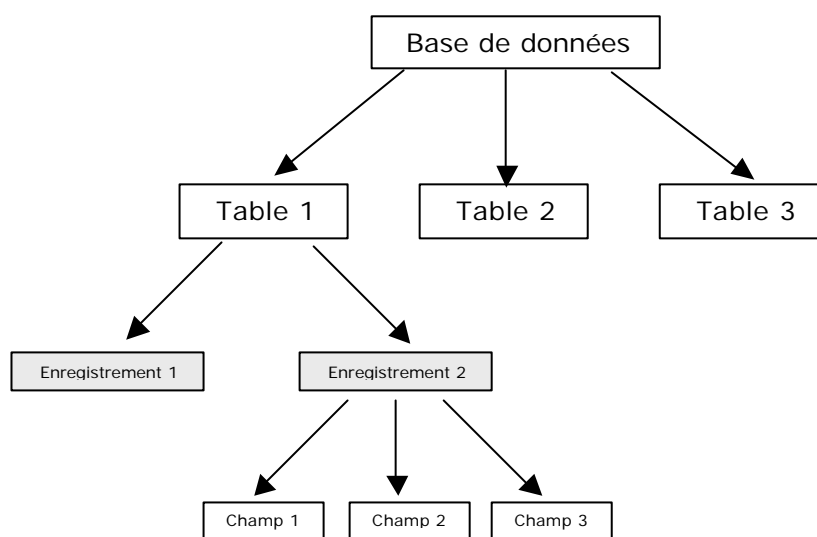 Base de données
Table 1
Table 2
Table 3
Enregistrement 1
Enregistrement 2
Champ 1
Champ 2
Champ 3